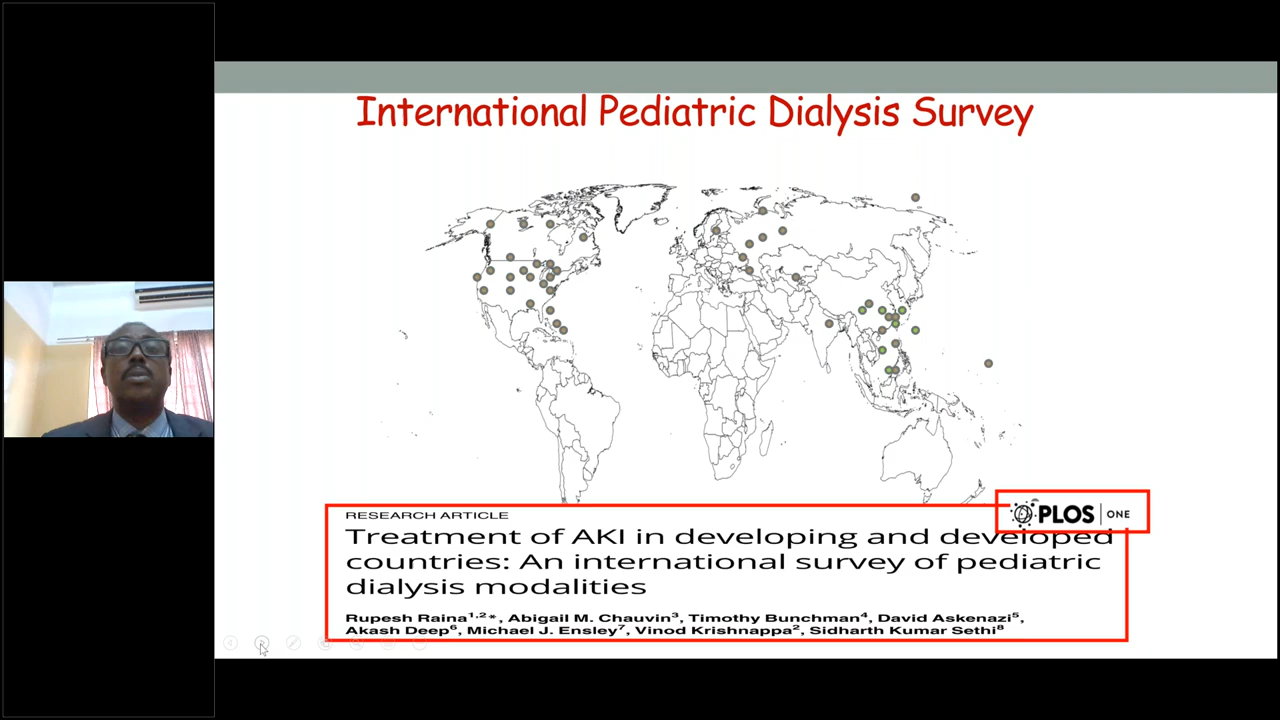 International Pediatric Dialysis Survey
RESEARCH ARTICLE
PLOS | ONE
Treatment of AKI in developing and developed
countries: An international survey of pediatric
dialysis modalities
Rupesh Raina1,2*, Abigail M. Chauvin3, Timothy Bunchman4, David Askenazi5,
Akash Deep6, Michael J. Ensley7, Vinod Krishnappa2, Sidharth Kumar Sethi8